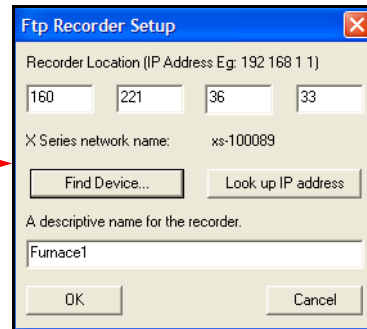 Ftp Recorder Setup
Recorder Location (IP Address Eg: 192 168 1 1)
160 221 36 33
X Series network name: xs-100089
Find Device... Look up IP address
A descriptive name for the recorder.
Furnace1
OK Cancel